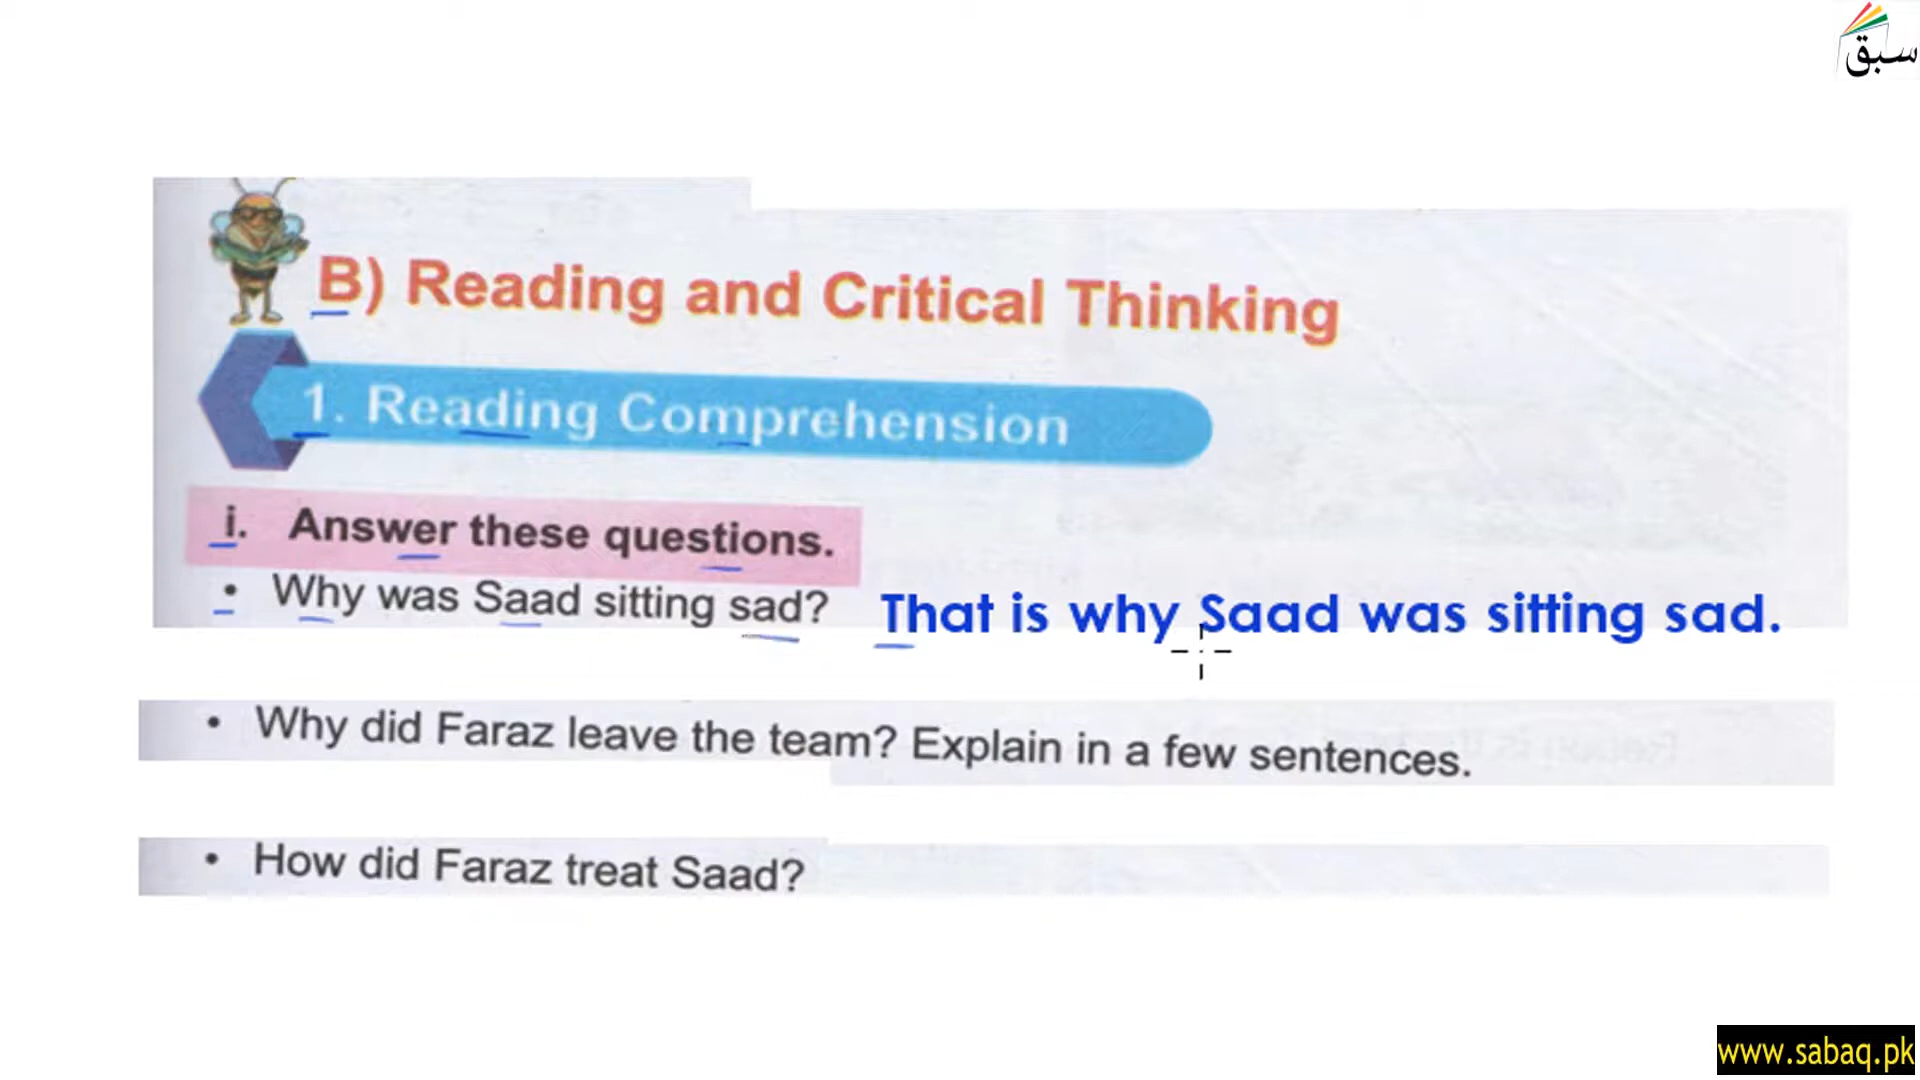 سبق
B) Reading and Critical Thinking
1. Reading Comprehension
i. Answer these questions.
• Why was Saad sitting sad? That is why Saad was sitting sad.
• Why did Faraz leave the team? Explain in a few sentences.
• How did Faraz treat Saad?
www.sabaq.pk